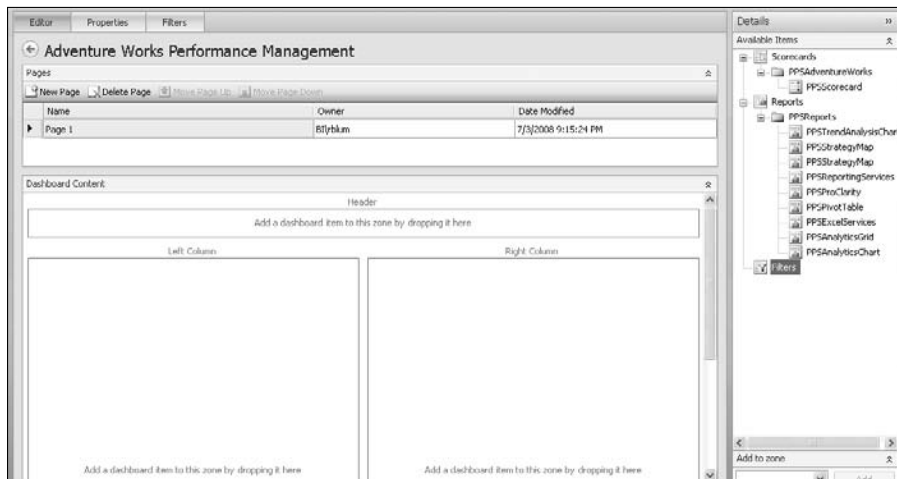 Editor Properties Filters
Adventure Works Performance Management
Pages
New Page Delete Page Move Page Up Move Page Down
Name Owner Date Modified
Page 1 Bllyblum 7/3/2008 9:15:24 PM
Dashboard Content
Header
Add a dashboard item to this zone by dropping it here
Left Column Right Column
Add a dashboard item to this zone by dropping it here Add a dashboard item to this zone by dropping it here
Details
Available Items
Scorecards
PPSAdventureWorks
PPSScorecard
Reports
PPSReports
PPSTrendAnalysisChar
PPSStrategyMap
PPSStrategyMap
PPSReportingServices
PPSProClarity
PPSPivotTable
PPSExcelServices
PPSAnalyticsGrid
PPSAnalyticsChart
Filters
Add to zone
Add